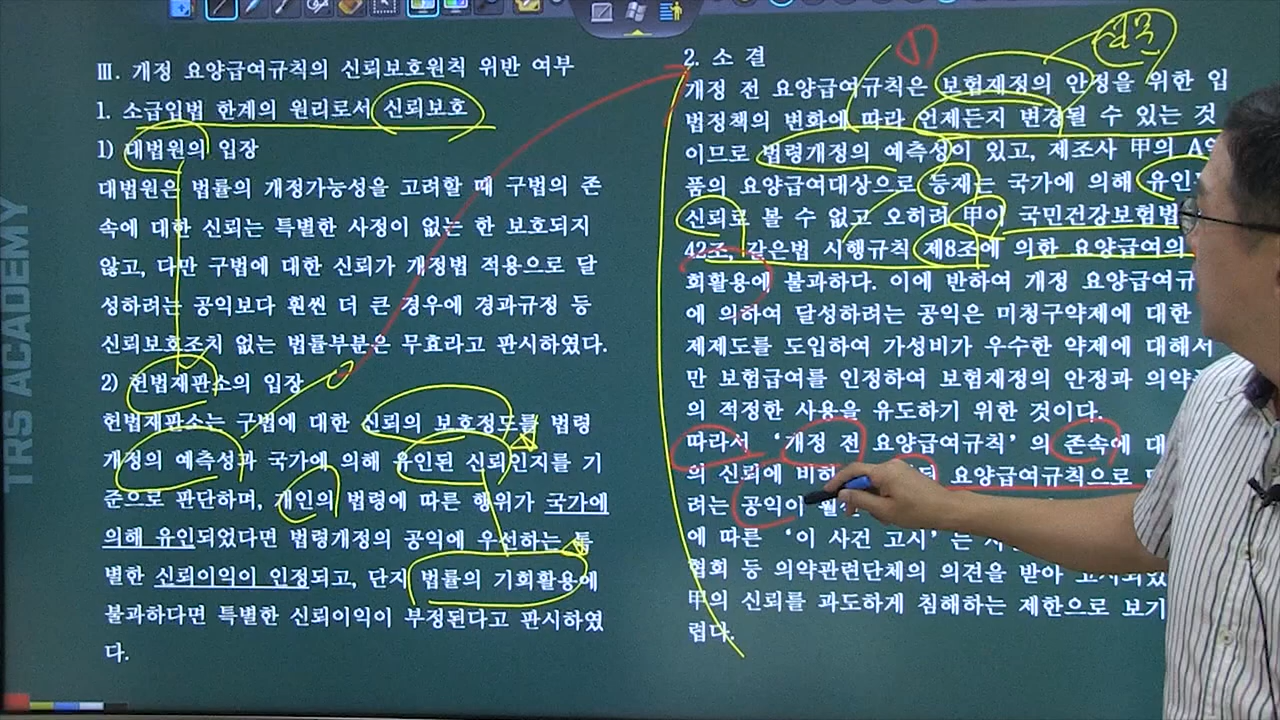 III. 개정 요양급여규칙의 신뢰보호원칙 위반 여부
1. 소급입법 한계의 원리로서 신뢰보호
1) 대법원의 입장
대법원은 법률의 개정가능성을 고려할 때 구법의 존
속에 대한 신뢰는 특별한 사정이 없는 한 보호되지
않고, 다만 구법에 대한 신뢰가 개정법 적용으로 달
성하려는 공익보다 훨씬 더 큰 경우에 경과규정 등
신뢰보호조치 없는 법률부분은 무효라고 판시하였다.
2) 헌법재판소의 입장
헌법재판소는 구법에 대한 신뢰의 보호정도를 법령
개정의 예측성과 국가에 의해 유인된 신뢰인지를 기
준으로 판단하며, 개인의 법령에 따른 행위가 국가에
의해 유인되었다면 법령개정의 공익에 우선하는 특
별한 신뢰이익이 인정되고, 단지 법률의 기회활용에
불과하다면 특별한 신뢰이익이 부정된다고 판시하였
다.
2. 소 결
개정 전 요양급여규칙은 보험재정의 안정을 위한 입
법정책의 변화에 따라 언제든지 변경될 수 있는 것
이므로 법령개정의 예측성이 있고, 제조사 甲의 A
품의 요양급여대상으로 등재는 국가에 의해 유인
신뢰로 볼 수 없고 오히려 甲이 국민건강보험법
42조, 같은법 시행규칙 제8조에 의한 요양급여의
회활용에 불과하다. 이에 반하여 개정 요양급여규
에 의하여 달성하려는 공익은 미청구약제에 대한
제제도를 도입하여 가성비가 우수한 약제에 대해서
만 보험급여를 인정하여 보험재정의 안정과 의약
의 적정한 사용을 유도하기 위한 것이다.
따라서 '개정 전 요양급여규칙'의 존속에 대
의 신뢰에 비하 요양급여규칙으로
려는 공익이
에 따른 '이 사건 고시'는
협회 등 의약관련단체의 의견을 받아
甲의 신뢰를 과도하게 침해하는 제한으로 보기
렵다.
TRS ACADEMY